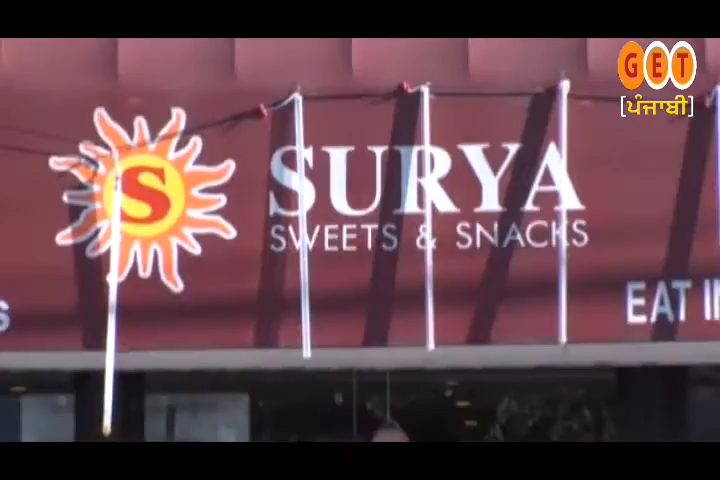 GET
[ਪੰਜਾਬੀ]
S
SURYA
SWEETS & SNACKS
EAT IN
S